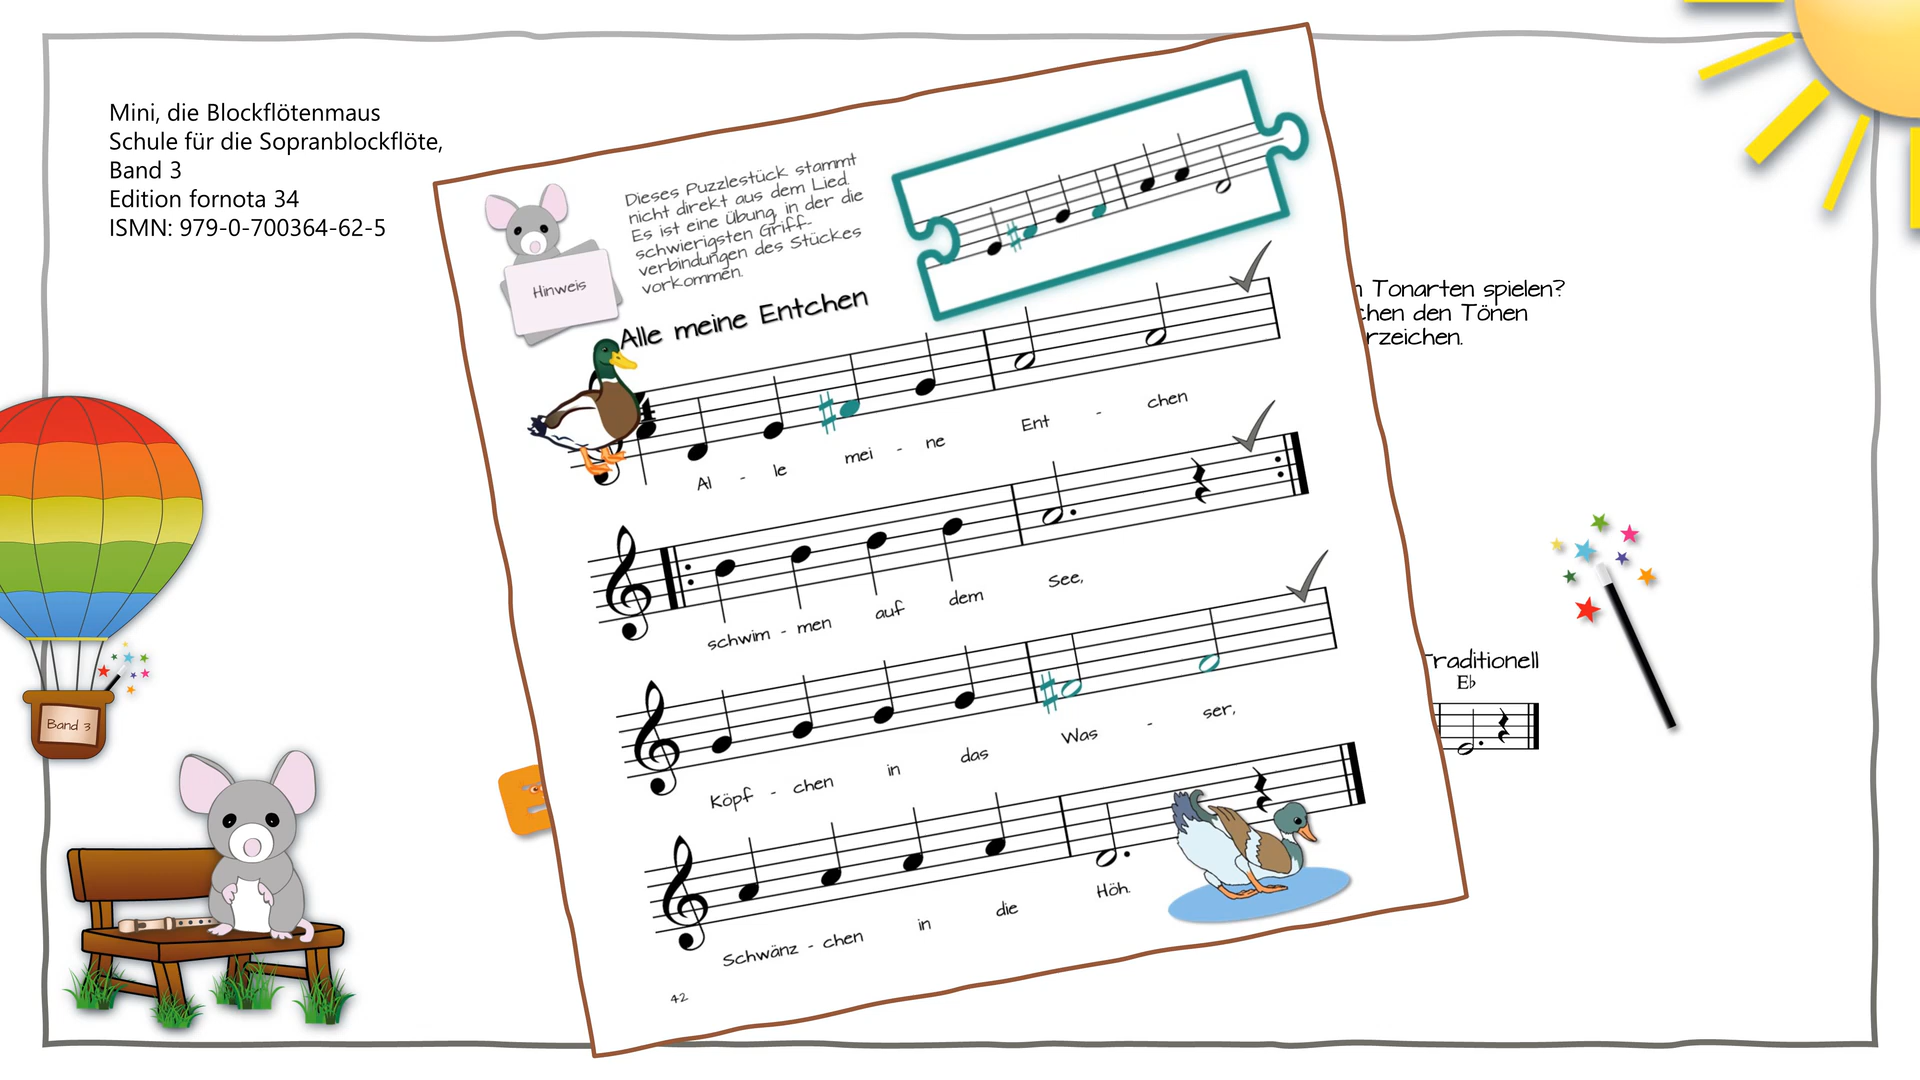 Mini, die Blockflötenmaus
Schule für die Sopranblockflöte,
Band 3
Edition fornota 34
ISMN: 979-0-700364-62-5
Dieses Puzzlestück stammt
nicht direkt aus dem Lied.
Es ist eine Übung, in der die
schwierigsten Griff-
verbindungen des Stückes
vorkommen.
Hinweis
Alle meine Entchen
Al - le mei - ne Ent - chen
schwim - men auf dem See,
Köpf - chen in das Was - ser,
Schwänz - chen in die Höh.
42
Tonarten spielen?
den Tönen
Traditionell
E♭
Band 3